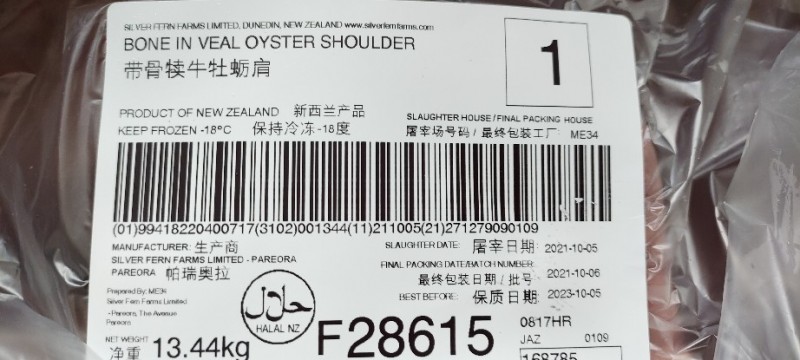 SILVER FERN FARMS LIMITED, DUNEDIN, NEW ZEALAND www.silverfernfarms.com
BONE IN VEAL OYSTER SHOULDER
1
带骨犊牛牡蛎肩
PRODUCT OF NEW ZEALAND 新西兰产品
SLAUGHTER HOUSE / FINAL PACKING HOUSE
KEEP FROZEN -18°C 保持冷冻-18度
屠宰场号码 / 最终包装工厂 ME34
(01)99418220400717(3102)001344(11)211005(21)271279090109
MANUFACTURER: 生产商
SLAUGHTER DATE: 屠宰日期 2021-10-05
SILVER FERN FARMS LIMITED - PAREORA
FINAL PACKING DATE/BATCH NUMBER
PAREORA 帕瑞奥拉
最终包装日期 / 批号 2021-10-06
Prepared By: ME34
BEST BEFORE: 保质日期 2023-10-05
Silver Fern Farms Limited
-Pareora, The Avenue
Pareora
حلال
HALAL NZ
F28615
0817HR
JAZ 0109
NET WEIGHT
净重 13.44kg
168785